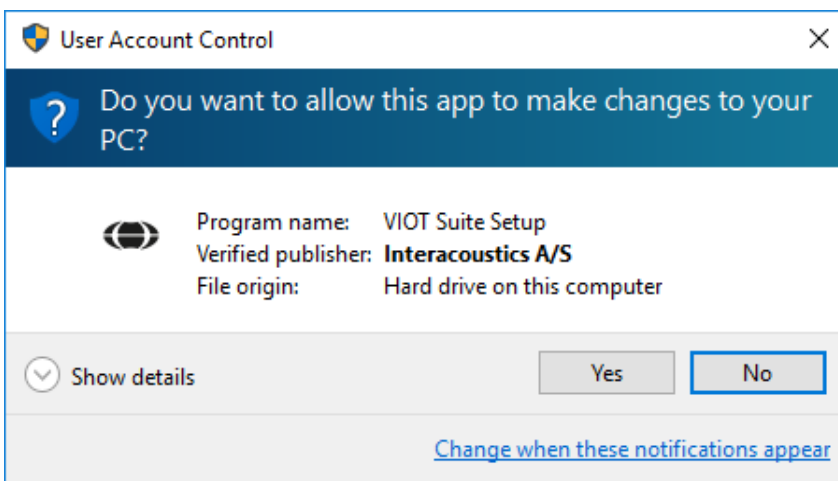 User Account Control
Do you want to allow this app to make changes to your
PC?
Program name: VIOT Suite Setup
Verified publisher: Interacoustics A/S
File origin: Hard drive on this computer
Show details
Yes
No
Change when these notifications appear